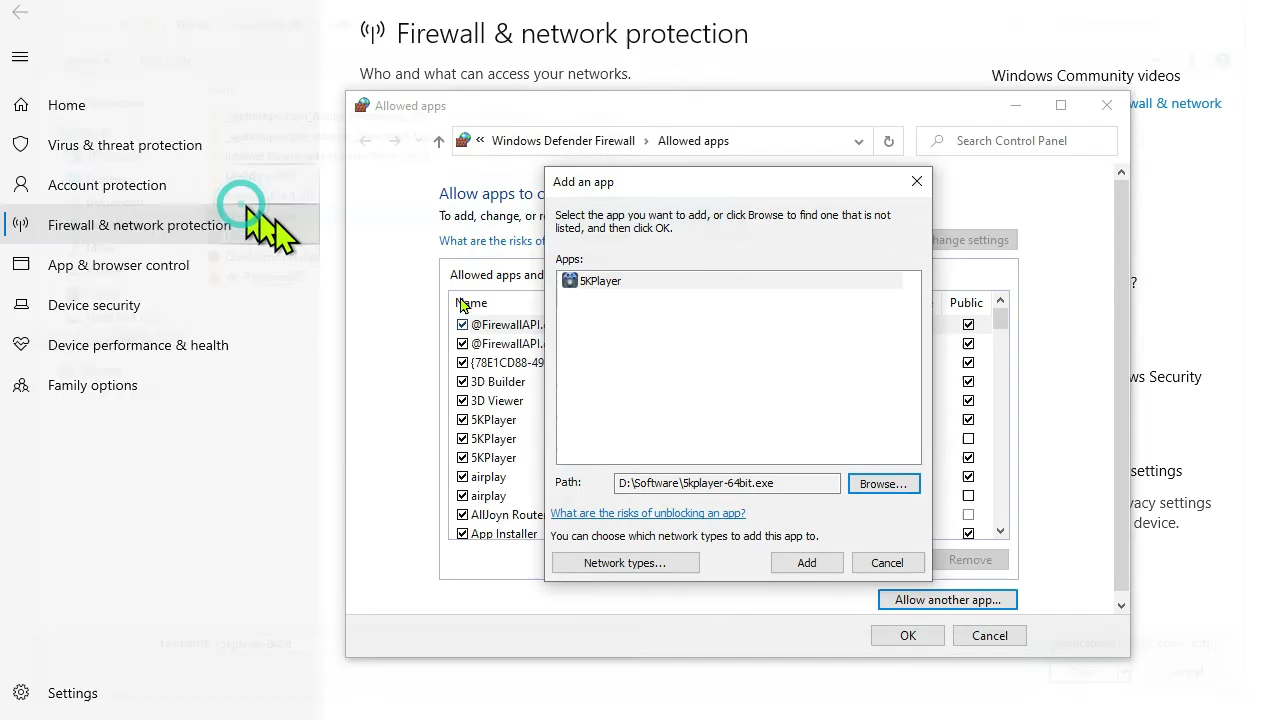 Firewall & network protection
Who and what can access your networks.
Windows Community videos
wall & network
Home
Virus & threat protection
Account protection
Firewall & network protection
App & browser control
Device security
Device performance & health
Family options
Settings
Allowed apps
« Windows Defender Firewall › Allowed apps
Search Control Panel
Allow apps to c
To add, change, or r
What are the risks of
hange settings
Allowed apps and
Name
Public
@FirewallAPI.
@FirewallAPI.
{78E1CD88-49
3D Builder
3D Viewer
5KPlayer
5KPlayer
5KPlayer
airplay
airplay
AllJoyn Router
App Installer
Remove
Allow another app...
OK
Cancel
Add an app
Select the app you want to add, or click Browse to find one that is not
listed, and then click OK.
Apps:
5KPlayer
Path:
D:\Software\5kplayer-64bit.exe
Browse...
What are the risks of unblocking an app?
You can choose which network types to add this app to.
Network types...
Add
Cancel
?
ws Security
settings
vacy settings
device.